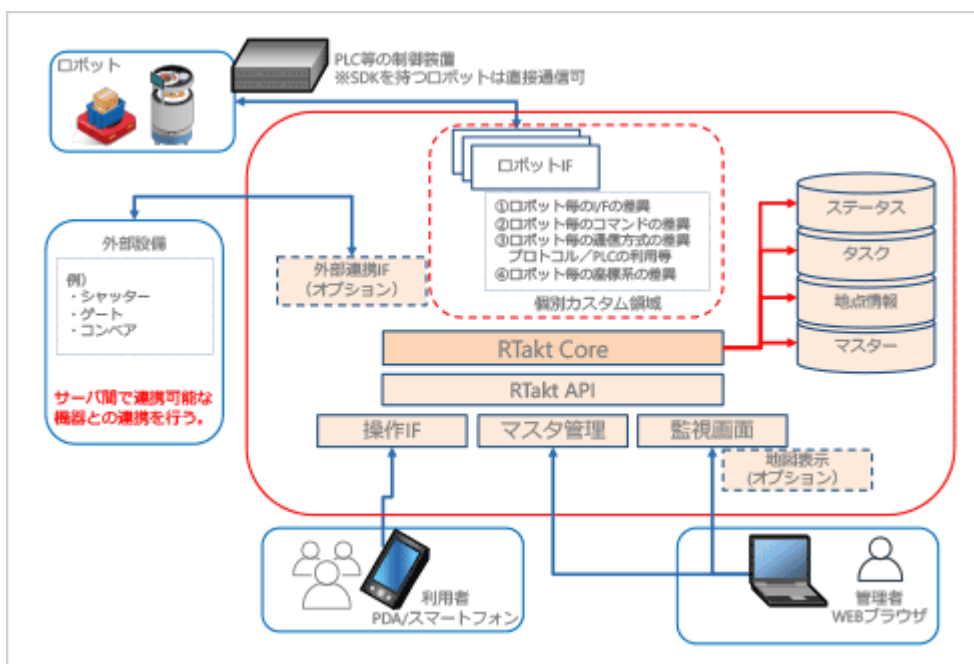 ロボット
PLC等の制御装置
※SDKを持つロボットは直接通信可
ロボットIF
①ロボット毎のI/Fの差異
②ロボット毎のコマンドの差異
③ロボット毎の通信方式の差異
プロトコル／PLCの利用等
④ロボット毎の座標系の差異
個別カスタム領域
ステータス
タスク
地点情報
マスター
外部設備
例）
・シャッター
・ゲート
・コンベア
サーバ間で連携可能な
機器との連携を行う。
外部連携IF
（オプション）
RTakt Core
RTakt API
操作IF
マスタ管理
監視画面
地図表示
(オプション）
利用者
PDA/スマートフォン
管理者
WEBブラウザ